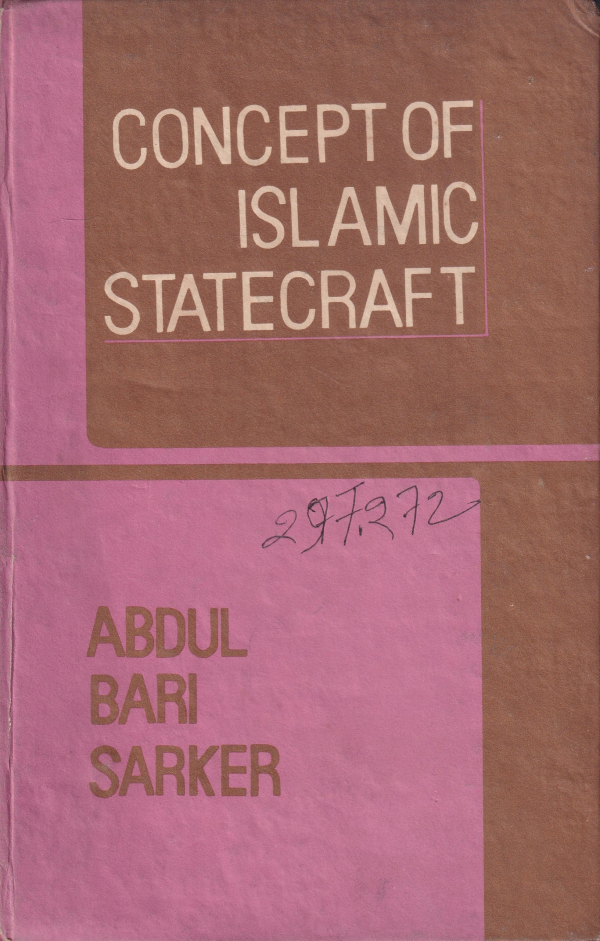 CONCEPT OF
ISLAMIC
STATECRAFT
297.272
ABDUL
BARI
SARKER